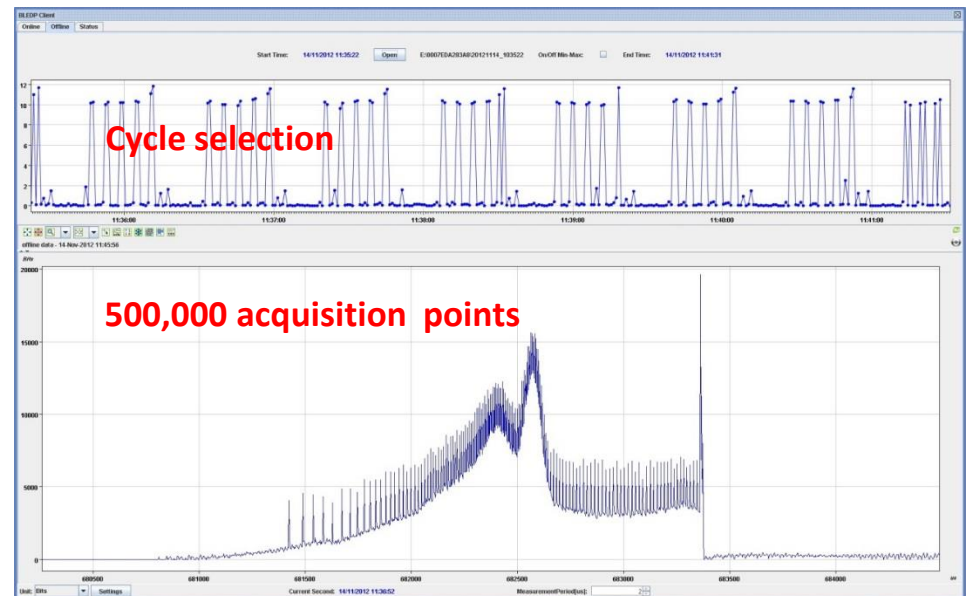 BLEDP Client
Online Offline Status
Start Time: 14/11/2012 11:35:22 Open E:\0007EDA283A8\20121114_103522 On/Off Min-Max: End Time: 14/11/2012 11:41:31
12
10
8
6
4
2
0
Cycle selection
11:36:00 11:37:00 11:38:00 11:39:00 11:40:00 11:41:00
offline data - 14-Nov-2012 11:45:56
20000
500,000 acquisition points
15000
10000
5000
0
680500 681000 681500 682000 682500 683000 683500 684000
Unit: Bits Settings Current Second: 14/11/2012 11:36:52 MeasurementPeriod[us]: 2